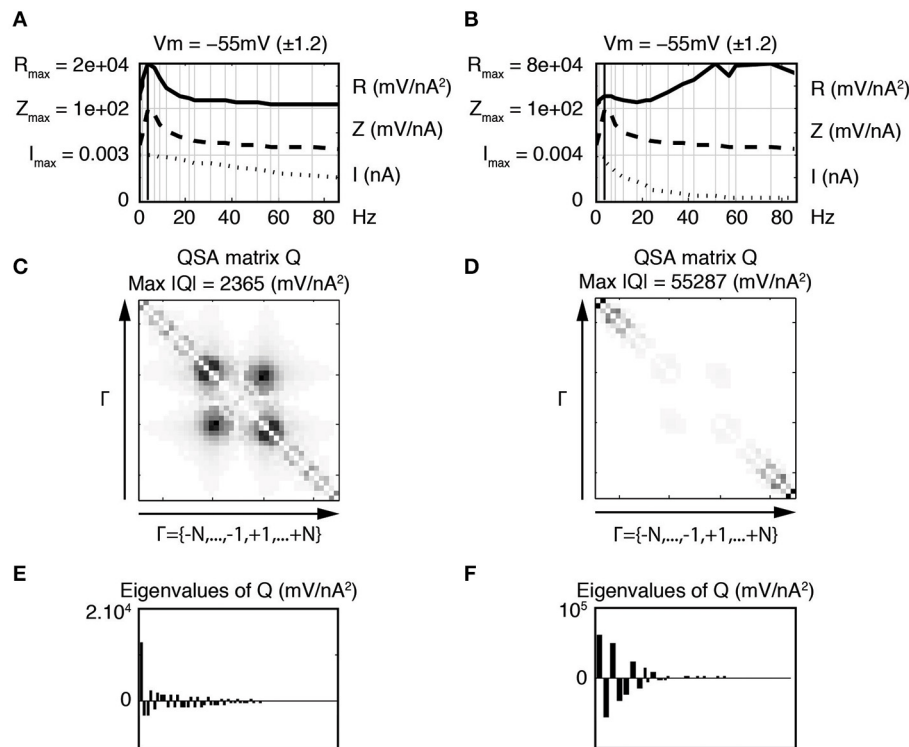 A
Vm = −55mV (±1.2)
Rmax = 2e+04
Zmax = 1e+02
Imax = 0.003
0
R (mV/nA²)
Z (mV/nA)
I (nA)
0 20 40 60 80 Hz
B
Vm = −55mV (±1.2)
Rmax = 8e+04
Zmax = 1e+02
Imax = 0.004
0
R (mV/nA²)
Z (mV/nA)
I (nA)
0 20 40 60 80 Hz
C
QSA matrix Q
Max |Q| = 2365 (mV/nA²)
Γ
Γ={-N,...,-1,+1,...+N}
D
QSA matrix Q
Max |Q| = 55287 (mV/nA²)
Γ
Γ={-N,...,-1,+1,...+N}
E
Eigenvalues of Q (mV/nA²)
2.10⁴
0
F
Eigenvalues of Q (mV/nA²)
10⁵
0